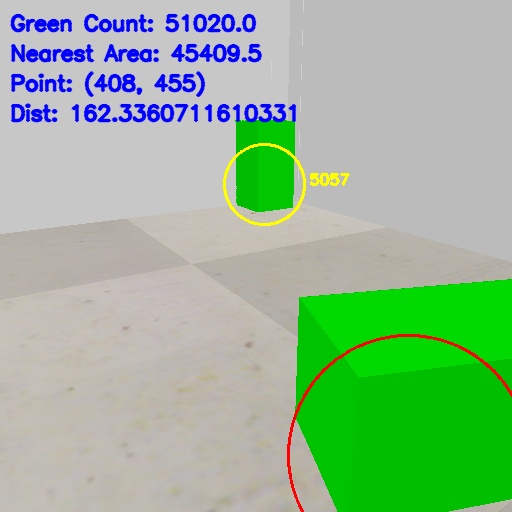 Green Count: 51020.0
Nearest Area: 45409.5
Point: (408, 455)
Dist: 162.3360711610331
5057